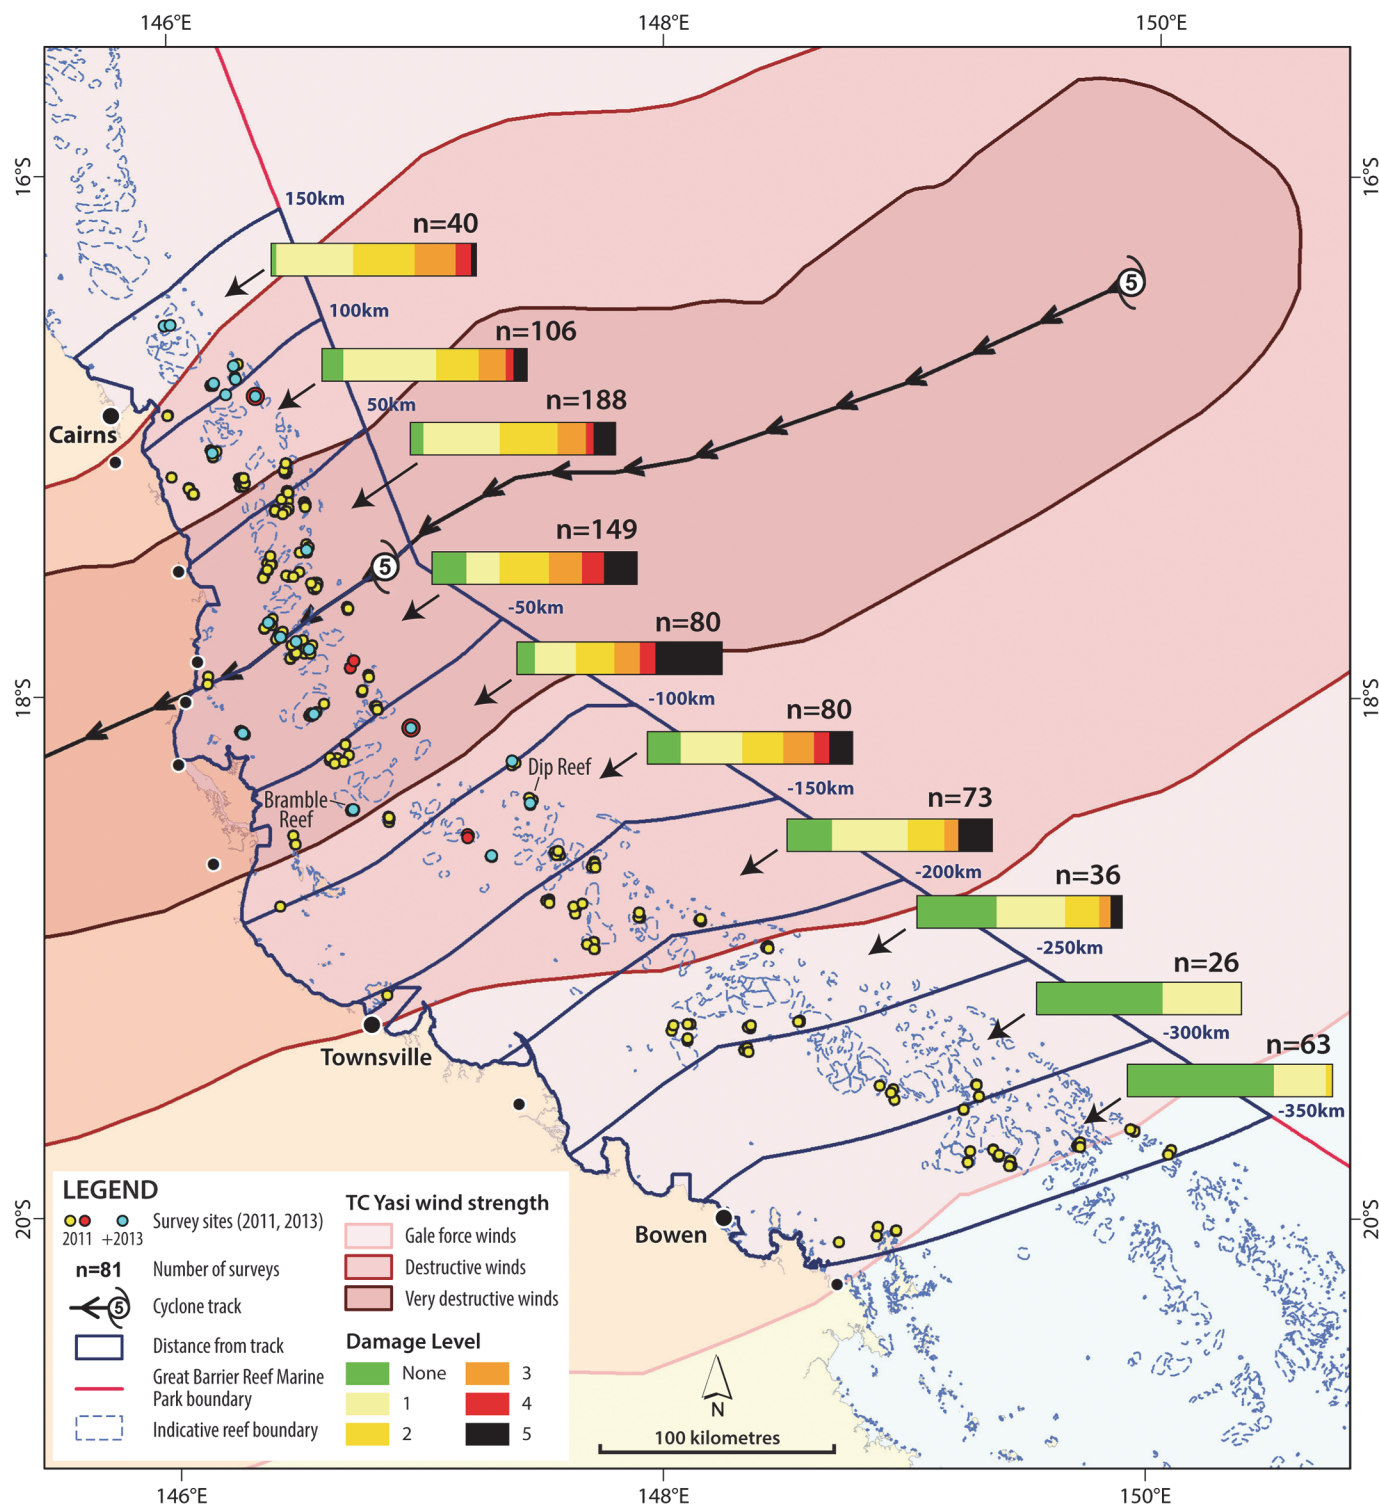 146°E
148°E
150°E
16°S
16°S
150km
n=40
100km
n=106
50km
n=188
Cairns
n=149
5
5
-50km
n=80
18°S
18°S
-100km
n=80
Dip Reef
-150km
Bramble
Reef
n=73
-200km
n=36
-250km
n=26
-300km
Townsville
n=63
-350km
LEGEND
Survey sites (2011, 2013)
2011 +2013
n=81 Number of surveys
5 Cyclone track
Distance from track
Great Barrier Reef Marine
Park boundary
Indicative reef boundary
TC Yasi wind strength
Gale force winds
Destructive winds
Very destructive winds
Damage Level
None 3
1 4
2 5
20°S
20°S
Bowen
N
100 kilometres
146°E
148°E
150°E